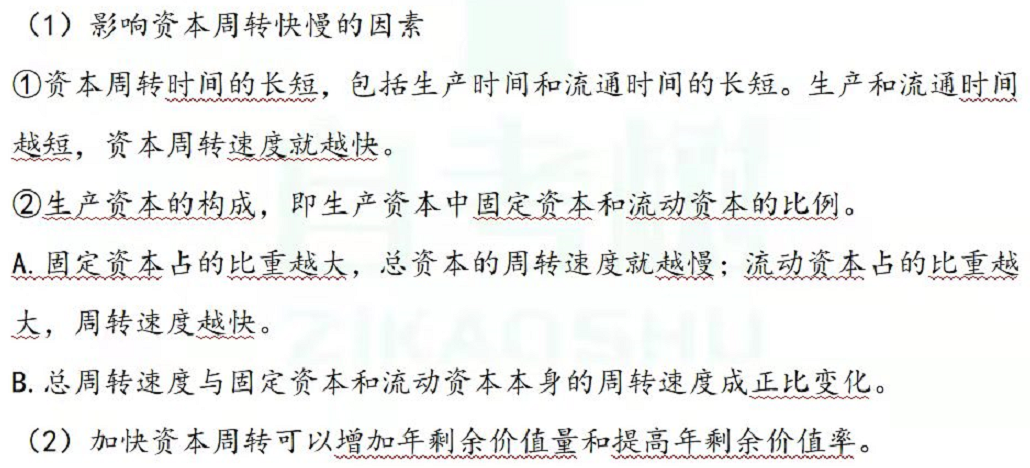 （1）影响资本周转快慢的因素
①资本周转时间的长短，包括生产时间和流通时间的长短。生产和流通时间
越短，资本周转速度就越快。
②生产资本的构成，即生产资本中固定资本和流动资本的比例。
A. 固定资本占的比重越大，总资本的周转速度就越慢；流动资本占的比重越
大，周转速度越快。
B. 总周转速度与固定资本和流动资本本身的周转速度成正比变化。
（2）加快资本周转可以增加年剩余价值量和提高年剩余价值率。
自考树
ZIKAOSHU